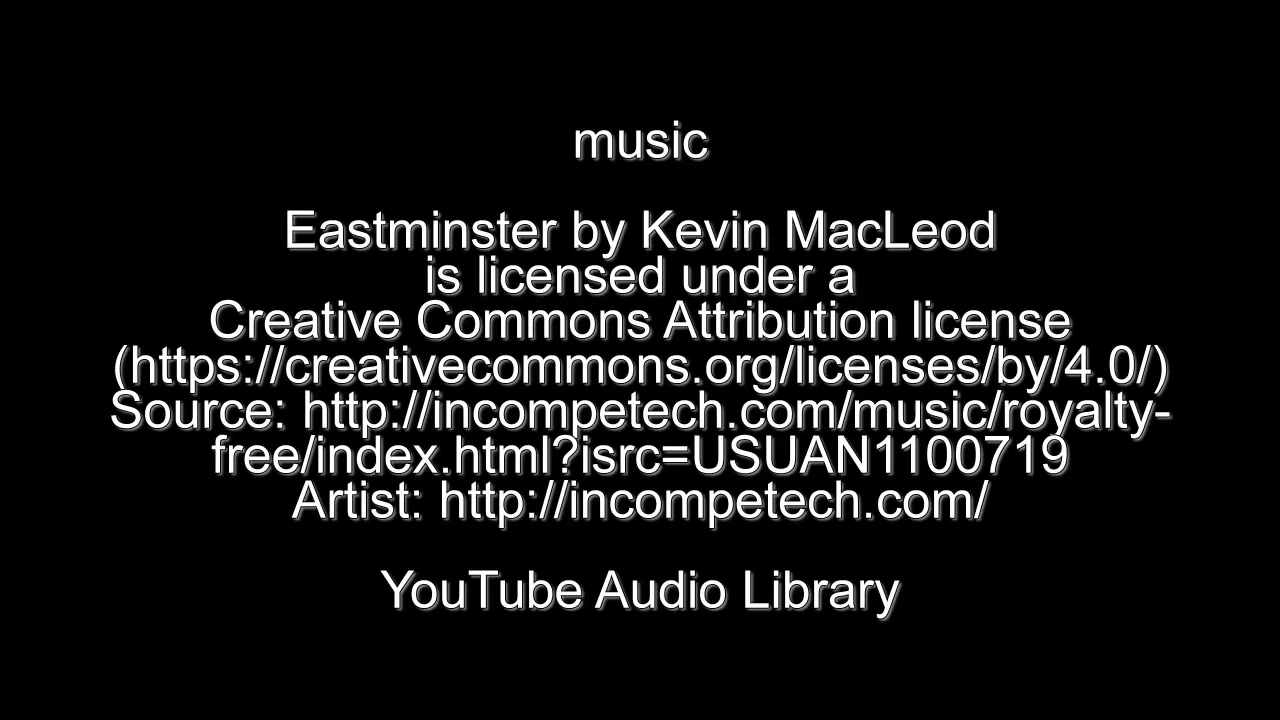 music
Eastminster by Kevin MacLeod
is licensed under a
Creative Commons Attribution license
(https://creativecommons.org/licenses/by/4.0/)
Source: http://incompetech.com/music/royalty-
free/index.html?isrc=USUAN1100719
Artist: http://incompetech.com/
YouTube Audio Library